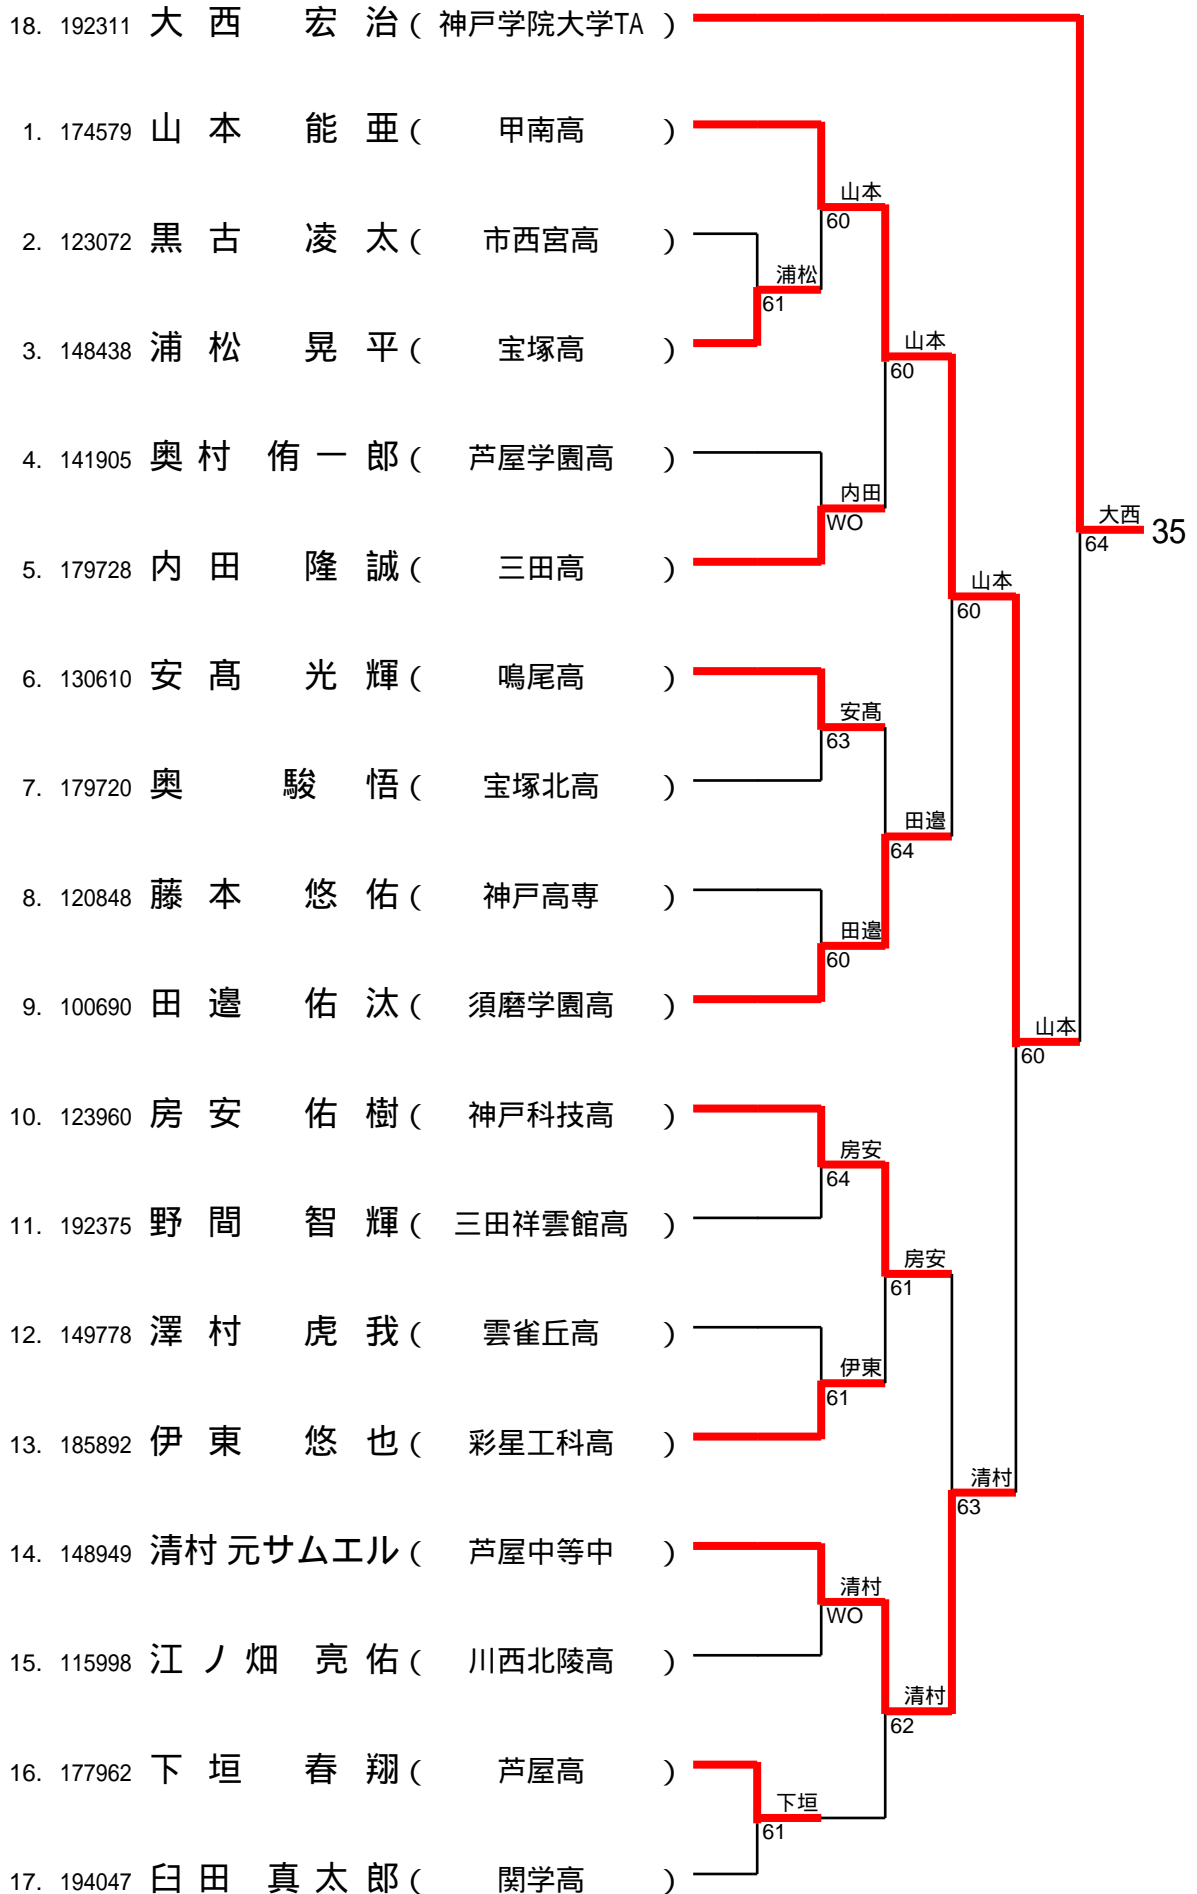 18. 192311 大西 宏治 ( 神戸学院大学TA )
1. 174579 山本 能亜 ( 甲南高 )
山本
60
2. 123072 黒古 凌太 ( 市西宮高 )
浦松
61
3. 148438 浦松 晃平 ( 宝塚高 )
山本
60
4. 141905 奥村 侑一郎 ( 芦屋学園高 )
内田
WO
大西
64
35
5. 179728 内田 隆誠 ( 三田高 )
山本
60
6. 130610 安髙 光輝 ( 鳴尾高 )
安髙
63
7. 179720 奥 駿悟 ( 宝塚北高 )
田邉
64
8. 120848 藤本 悠佑 ( 神戸高専 )
田邉
60
9. 100690 田邉 佑汰 ( 須磨学園高 )
山本
60
10. 123960 房安 佑樹 ( 神戸科技高 )
房安
64
11. 192375 野間 智輝 ( 三田祥雲館高 )
房安
61
12. 149778 澤村 虎我 ( 雲雀丘高 )
伊東
61
13. 185892 伊東 悠也 ( 彩星工科高 )
清村
63
14. 148949 清村 元サムエル ( 芦屋中等中 )
清村
WO
15. 115998 江ノ畑 亮佑 ( 川西北陵高 )
清村
62
16. 177962 下垣 春翔 ( 芦屋高 )
下垣
61
17. 194047 臼田 真太郎 ( 関学高 )